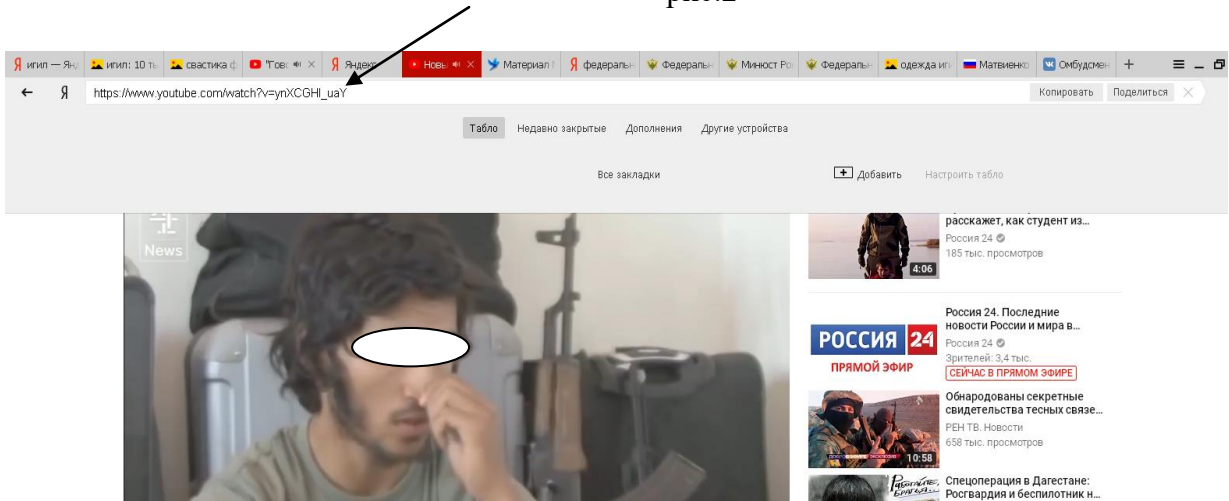 игил — Янд
игил: 10 ть
свастика ф
"Говс
Яндекс
Новы
Материал
федеральн
Федеральн
Минюст Ро
Федеральн
одежда иги
Матвиенко
Омбудсмен
https://www.youtube.com/watch?v=ynXCGHI_uaY
Копировать Поделиться
Табло Недавно закрытые Дополнения Другие устройства
Все закладки
Добавить Настроить табло
News
расскажет, как студент из...
Россия 24
185 тыс. просмотров
4:06
РОССИЯ 24
ПРЯМОЙ ЭФИР
Россия 24. Последние
новости России и мира в...
Россия 24
Зрителей: 3,4 тыс.
СЕЙЧАС В ПРЯМОМ ЭФИРЕ
Обнародованы секретные
свидетельства тесных связе...
РЕН ТВ. Новости
658 тыс. просмотров
10:58
Спецоперация в Дагестане:
Росгвардия и беспилотник н...